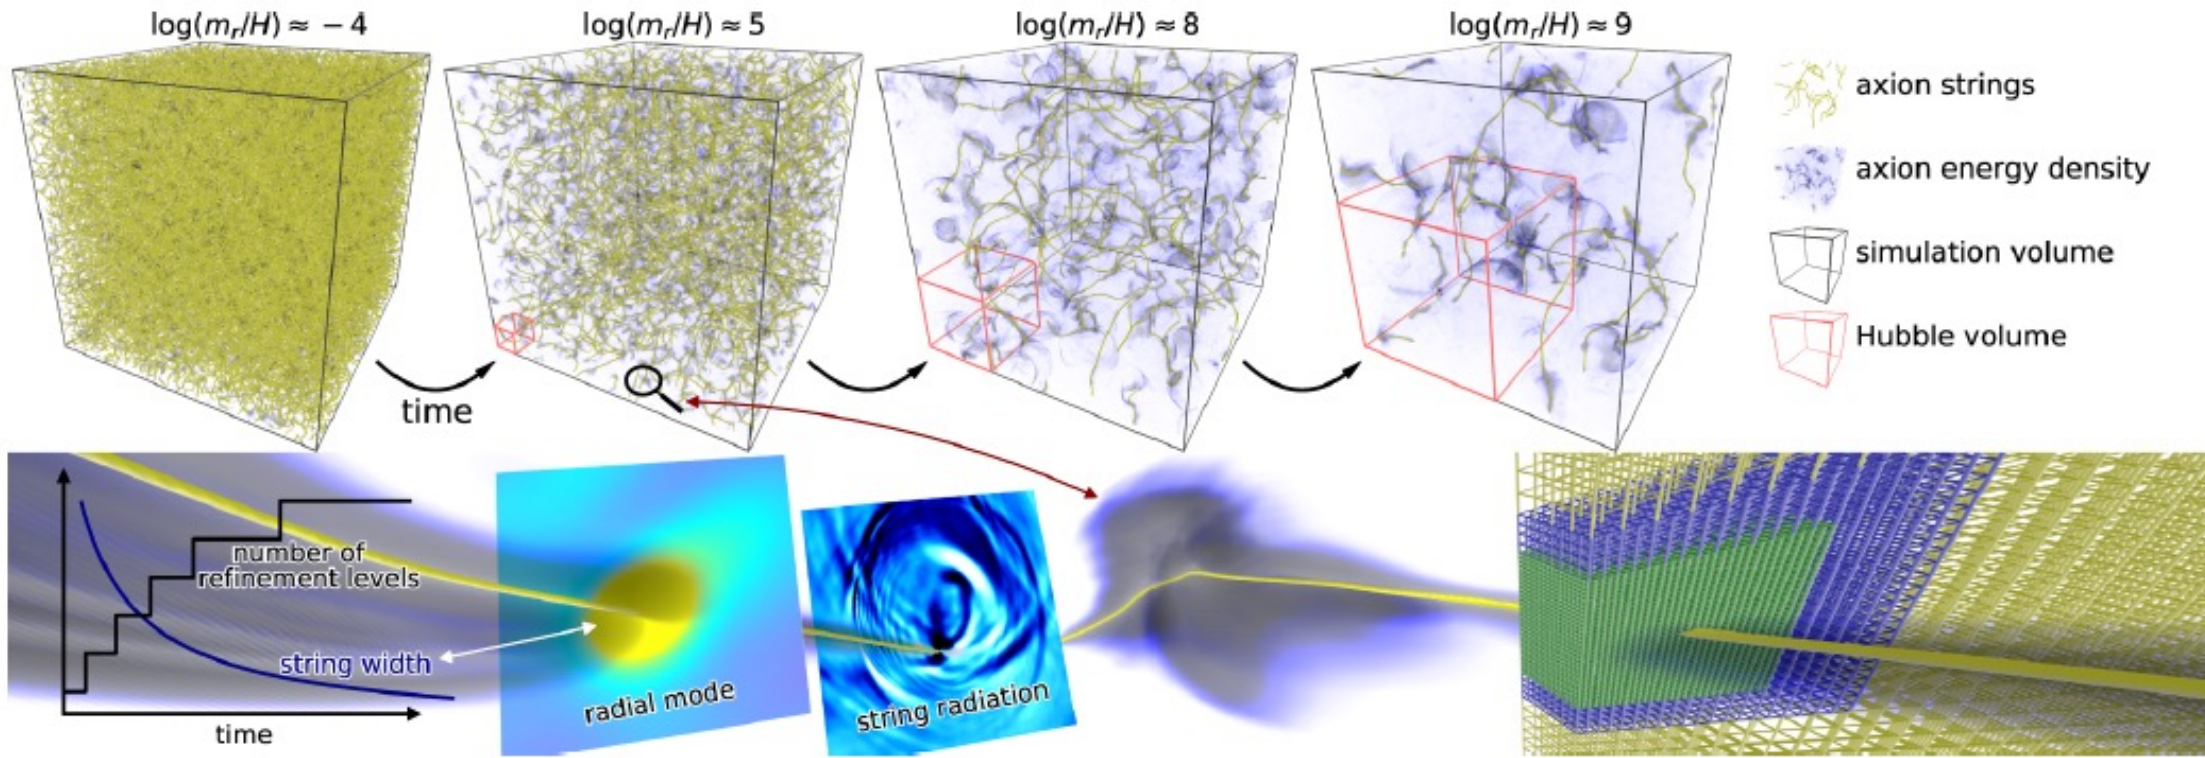 log(m_r/H) ≈ − 4
log(m_r/H) ≈ 5
log(m_r/H) ≈ 8
log(m_r/H) ≈ 9
axion strings
axion energy density
simulation volume
Hubble volume
time
number of
refinement levels
string width
time
radial mode
string radiation